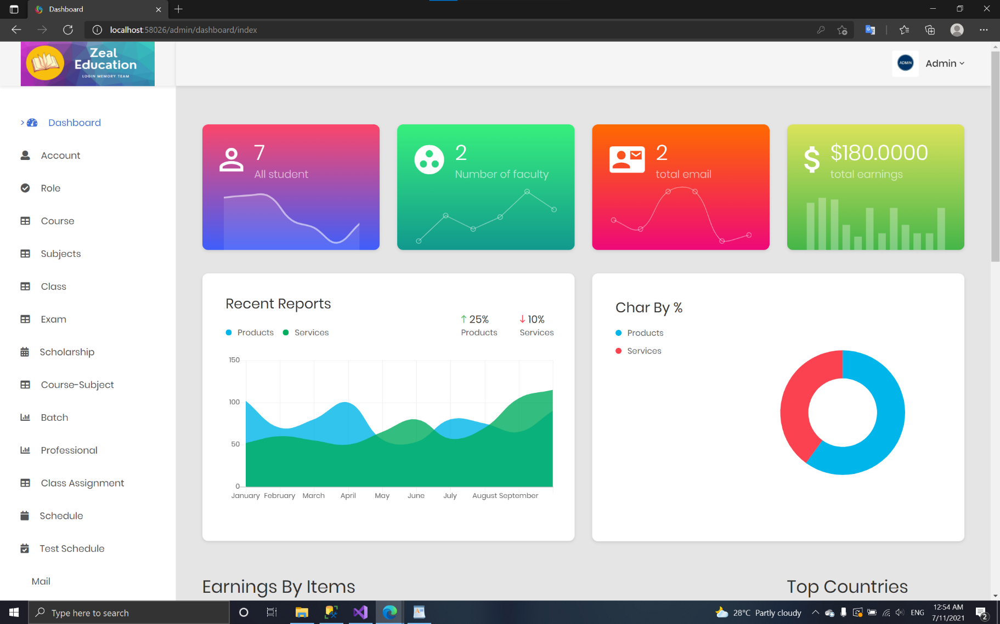 Dashboard
localhost:58026/admin/dashboard/index
Zeal
Education
LOGIN MEMORY TEAM
ADMIN
Admin
Dashboard
Account
Role
Course
Subjects
Class
Exam
Scholarship
Course-Subject
Batch
Professional
Class Assignment
Schedule
Test Schedule
Mail
7
All student
2
Number of faculty
2
total email
$180.0000
total earnings
Recent Reports
Products Services
25% Products
10% Services
150
100
50
0
January February March April May June July August September
Char By %
Products
Services
Earnings By Items
Top Countries
Type here to search
28°C Partly cloudy
ENG
12:54 AM
7/11/2021
2